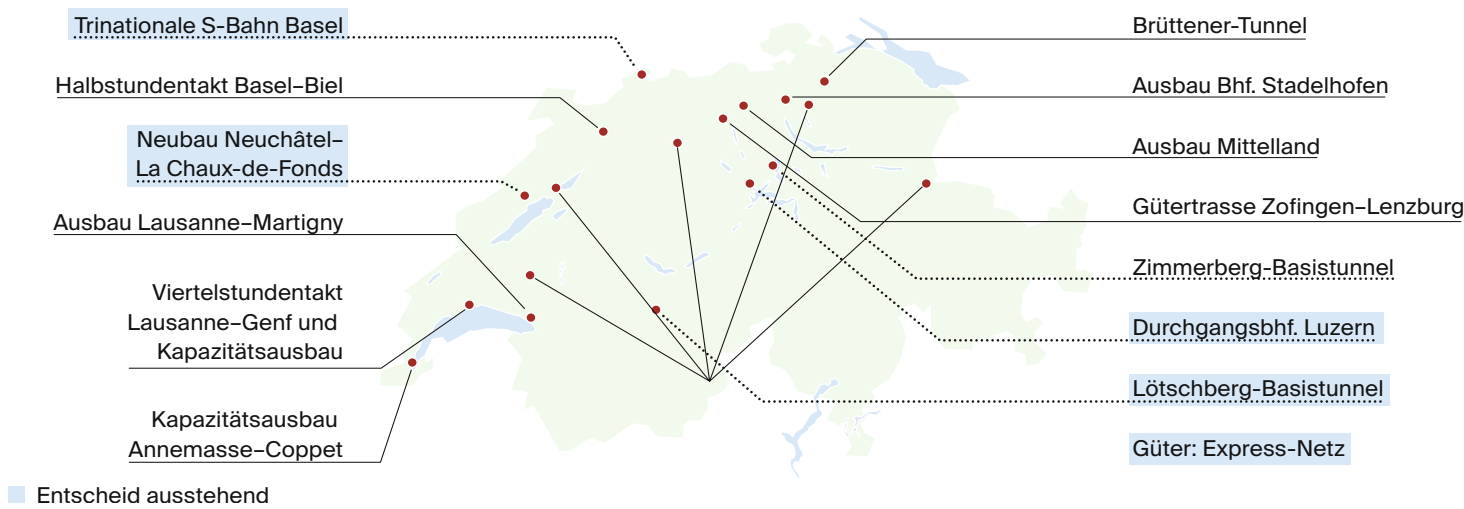 Trinationale S-Bahn Basel
Halbstundentakt Basel–Biel
Neubau Neuchâtel–
La Chaux-de-Fonds
Ausbau Lausanne–Martigny
Viertelstundentakt
Lausanne–Genf und
Kapazitätsausbau
Kapazitätsausbau
Annemasse–Coppet
Entscheid ausstehend
Brüttener-Tunnel
Ausbau Bhf. Stadelhofen
Ausbau Mittelland
Gütertrasse Zofingen–Lenzburg
Zimmerberg-Basistunnel
Durchgangsbhf. Luzern
Lötschberg-Basistunnel
Güter: Express-Netz